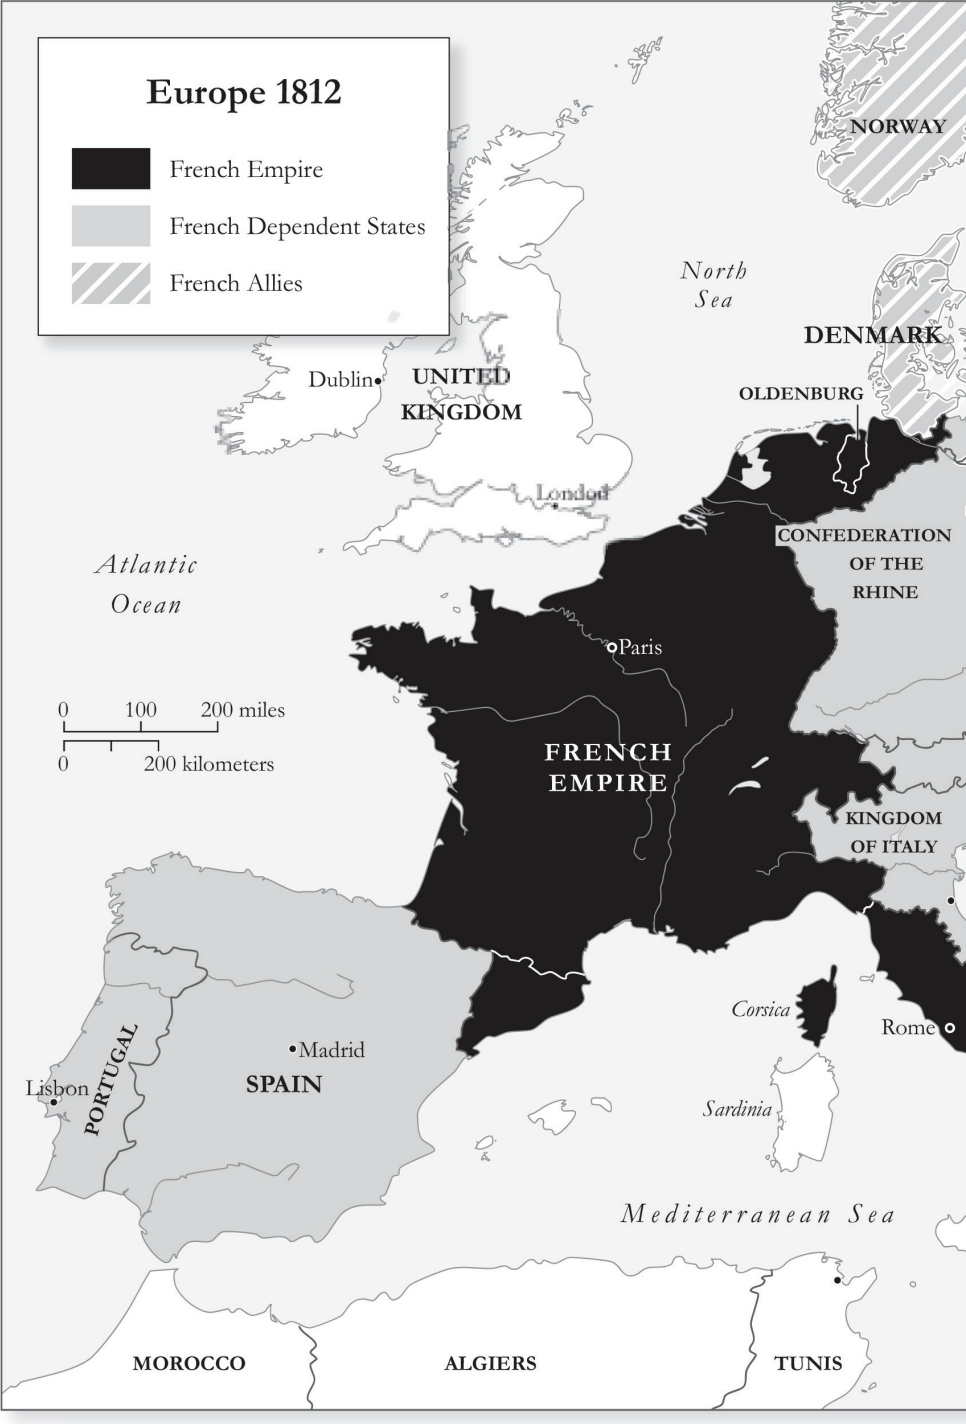 Europe 1812
French Empire
French Dependent States
French Allies
NORWAY
North
Sea
DENMARK
OLDENBURG
Dublin
UNITED
KINGDOM
London
CONFEDERATION
OF THE
RHINE
Atlantic
Ocean
Paris
0 100 200 miles
0 200 kilometers
FRENCH
EMPIRE
KINGDOM
OF ITALY
Corsica
Rome
Madrid
SPAIN
PORTUGAL
Lisbon
Sardinia
Mediterranean Sea
MOROCCO
ALGIERS
TUNIS